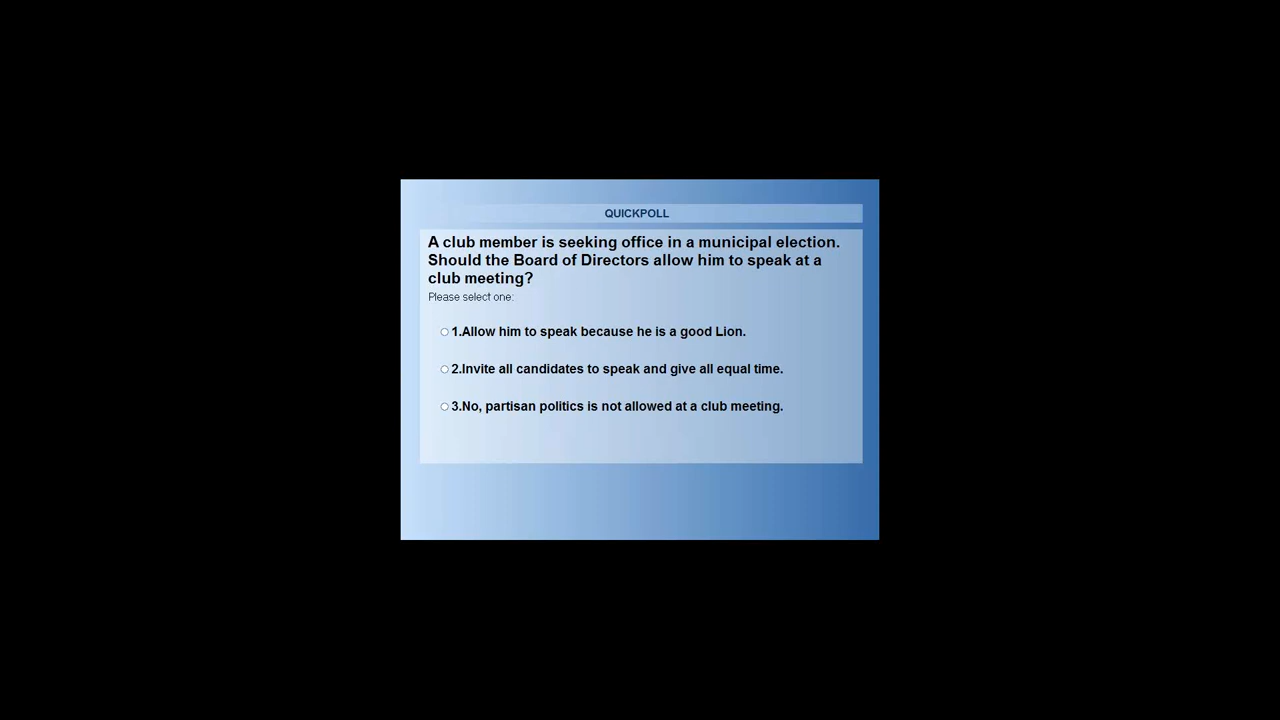 QUICKPOLL
A club member is seeking office in a municipal election.
Should the Board of Directors allow him to speak at a
club meeting?
Please select one:
1.Allow him to speak because he is a good Lion.
2.Invite all candidates to speak and give all equal time.
3.No, partisan politics is not allowed at a club meeting.